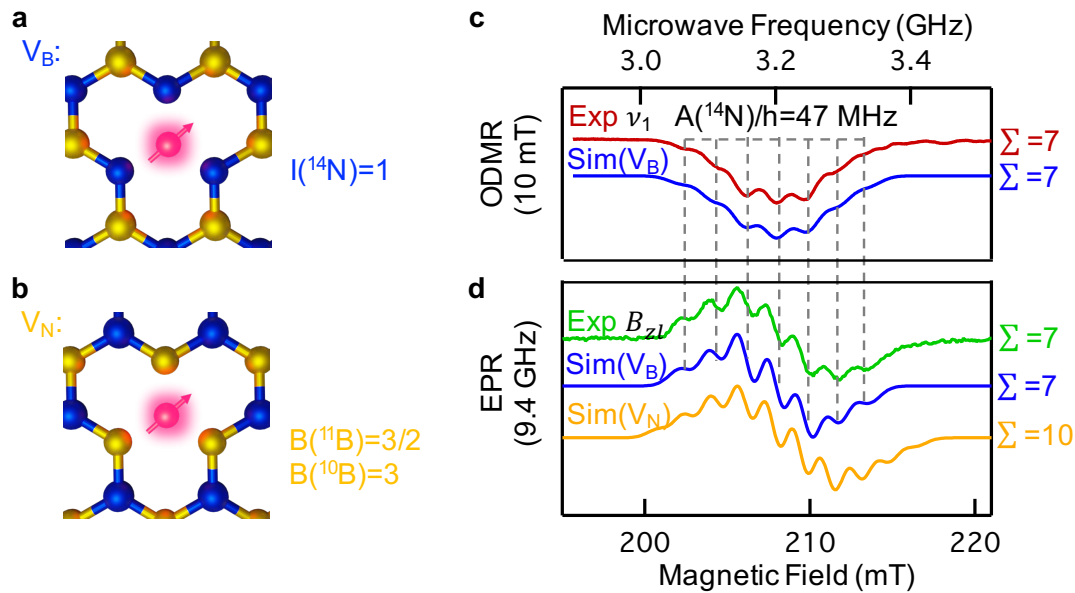 a
V_B:
I(¹⁴N)=1
b
V_N:
B(¹¹B)=3/2
B(¹⁰B)=3
c
Microwave Frequency (GHz)
3.0 3.2 3.4
ODMR
(10 mT)
Exp ν₁ A(¹⁴N)/h=47 MHz
Σ=7
Sim(V_B)
Σ=7
d
EPR
(9.4 GHz)
Exp B_zl
Σ=7
Sim(V_B)
Σ=7
Sim(V_N)
Σ=10
200 210 220
Magnetic Field (mT)